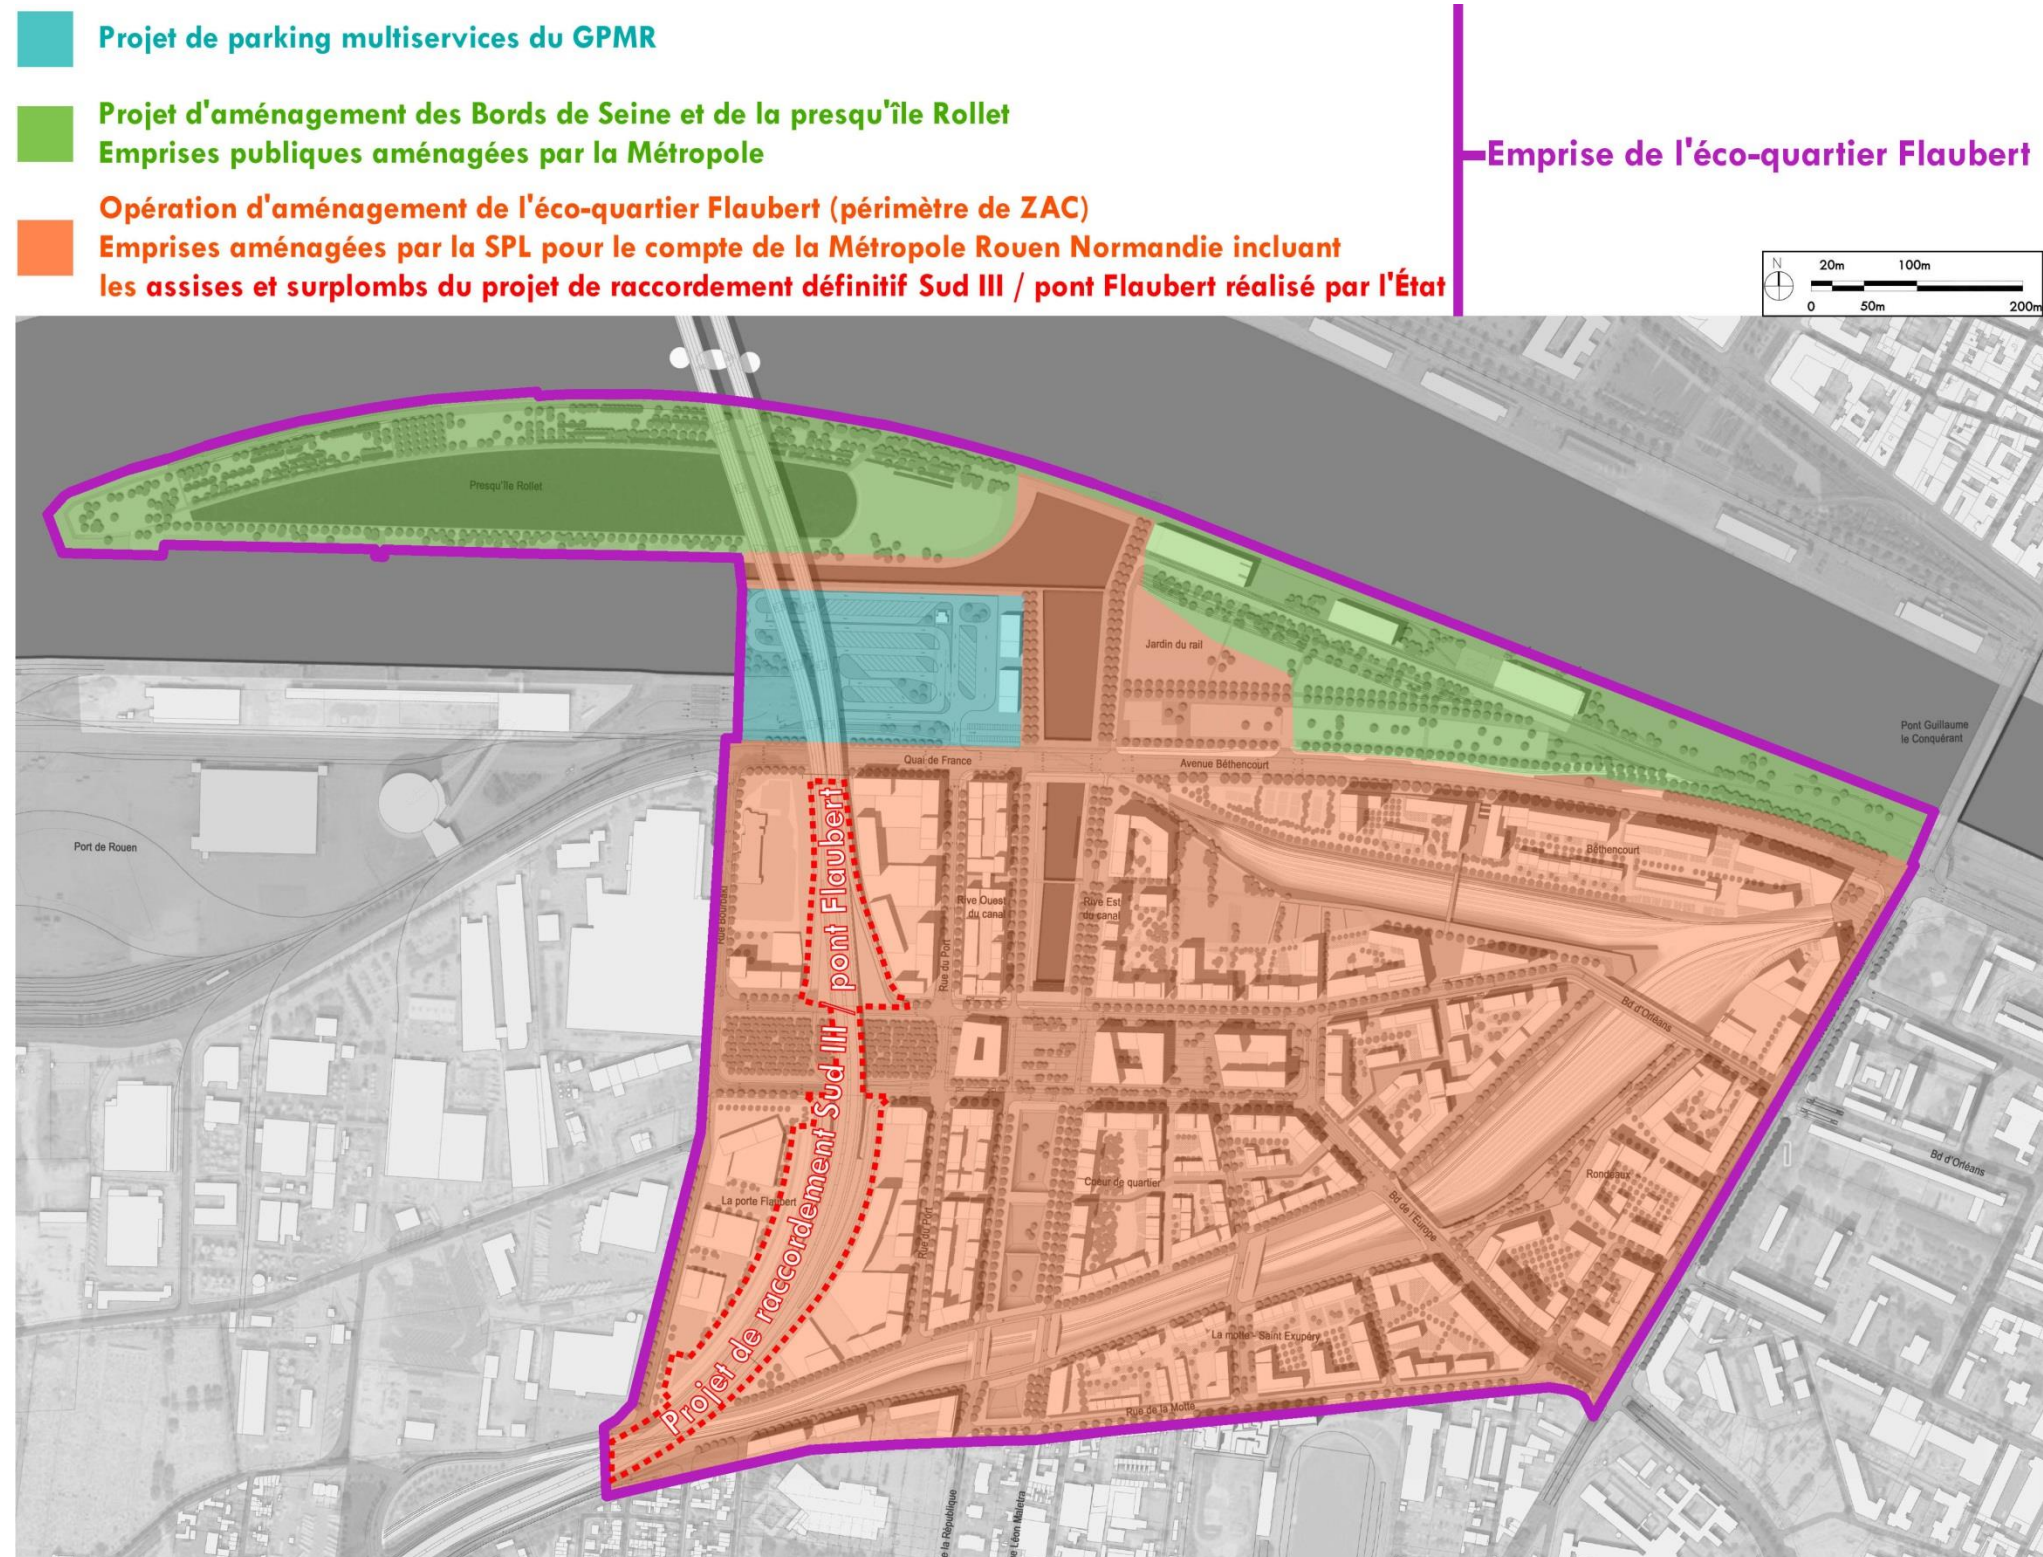 Projet de parking multiservices du GPMR
Projet d'aménagement des Bords de Seine et de la presqu'île Rollet
Emprises publiques aménagées par la Métropole
Opération d'aménagement de l'éco-quartier Flaubert (périmètre de ZAC)
Emprises aménagées par la SPL pour le compte de la Métropole Rouen Normandie incluant
les assises et surplombs du projet de raccordement définitif Sud III / pont Flaubert réalisé par l'État
Emprise de l'éco-quartier Flaubert
N
20m 100m
0 50m 200m
Presqu'île Rollet
Jardin du rail
Pont Guillaume
le Conquérant
Quai de France
Avenue Béthencourt
Port de Rouen
Béthencourt
Rive Ouest
du canal
Rive Est
du canal
Rue du Port
Bd d'Orléans
Bd d'Orléans
Projet de raccordement Sud III / pont Flaubert
La porte Flaubert
Coeur de quartier
Rondeaux
Rue du Port
Bd de l'Europe
La motte - Saint Exupéry
Rue de la Motte
la République
Léon Maletra